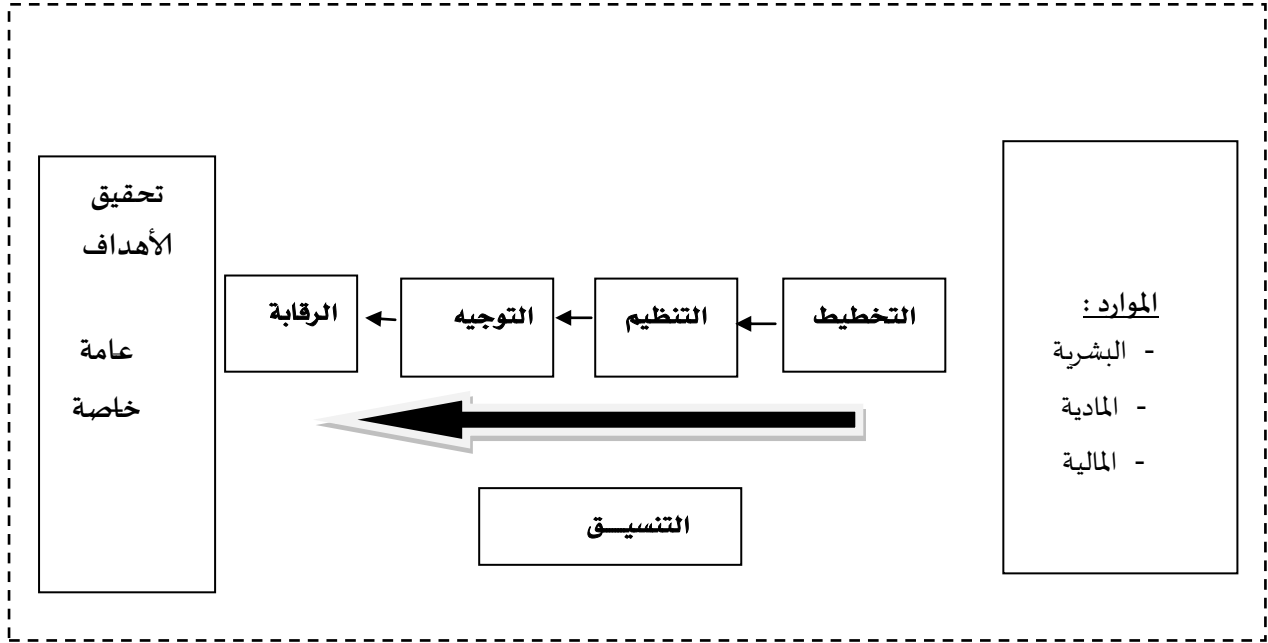 الموارد :
- البشرية
- المادية
- المالية
التخطيط
التنظيم
التوجيه
الرقابة
التنسيـــق
تحقيق
الأهداف
عامة
خاصة